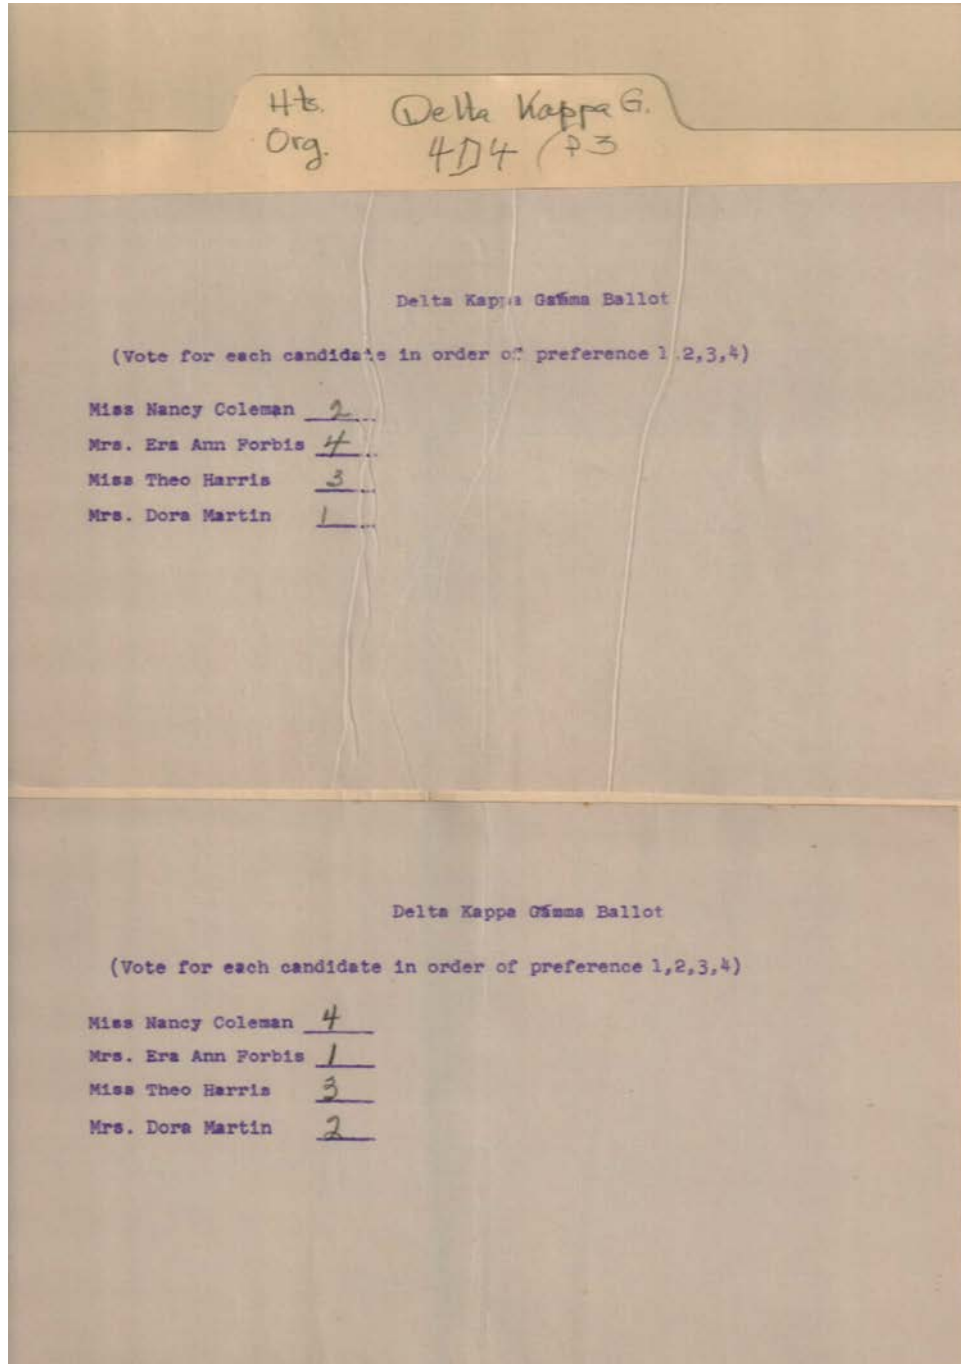 Hts. Delta Kappa G.
Org. 4D4 / P3
Delta Kappa Gamma Ballot
(Vote for each candidate in order of preference 1,2,3,4)
Miss Nancy Coleman 2
Mrs. Era Ann Forbis 4
Miss Theo Harris 3
Mrs. Dora Martin 1
Delta Kappa Gamma Ballot
(Vote for each candidate in order of preference 1,2,3,4)
Miss Nancy Coleman 4
Mrs. Era Ann Forbis 1
Miss Theo Harris 3
Mrs. Dora Martin 2